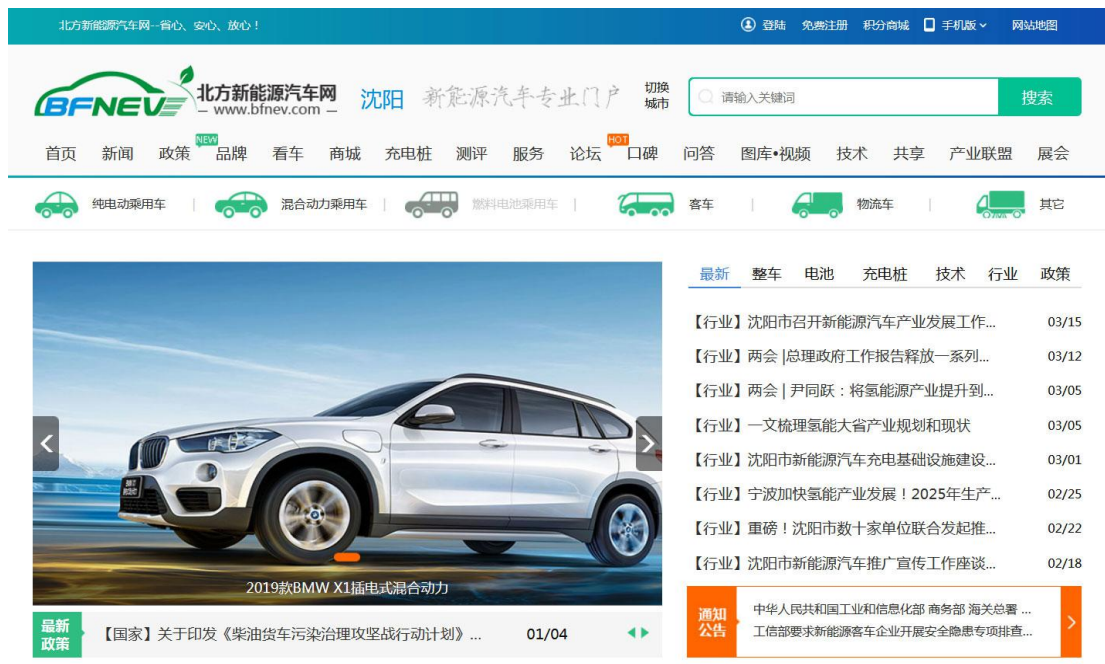 北方新能源汽车网--省心、安心、放心！
登陆 免费注册 积分商城 手机版 网站地图
BFNEV 北方新能源汽车网
www.bfnev.com
沈阳 新能源汽车专业门户
切换
城市
请输入关键词 搜索
NEW HOT
首页 新闻 政策 品牌 看车 商城 充电桩 测评 服务 论坛 口碑 问答 图库•视频 技术 共享 产业联盟 展会
纯电动乘用车 | 混合动力乘用车 | 燃料电池乘用车 | 客车 | 物流车 | 其它
最新 整车 电池 充电桩 技术 行业 政策
【行业】沈阳市召开新能源汽车产业发展工作... 03/15
【行业】两会 |总理政府工作报告释放一系列... 03/12
【行业】两会 | 尹同跃：将氢能源产业提升到... 03/05
【行业】一文梳理氢能大省产业规划和现状 03/05
【行业】沈阳市新能源汽车充电基础设施建设... 03/01
【行业】宁波加快氢能产业发展！2025年生产... 02/25
【行业】重磅！沈阳市数十家单位联合发起推... 02/22
【行业】沈阳市新能源汽车推广宣传工作座谈... 02/18
2019款BMW X1插电式混合动力
最新
政策
【国家】关于印发《柴油货车污染治理攻坚战行动计划》... 01/04
通知
公告
中华人民共和国工业和信息化部 商务部 海关总署 ...
工信部要求新能源客车企业开展安全隐患专项排查...